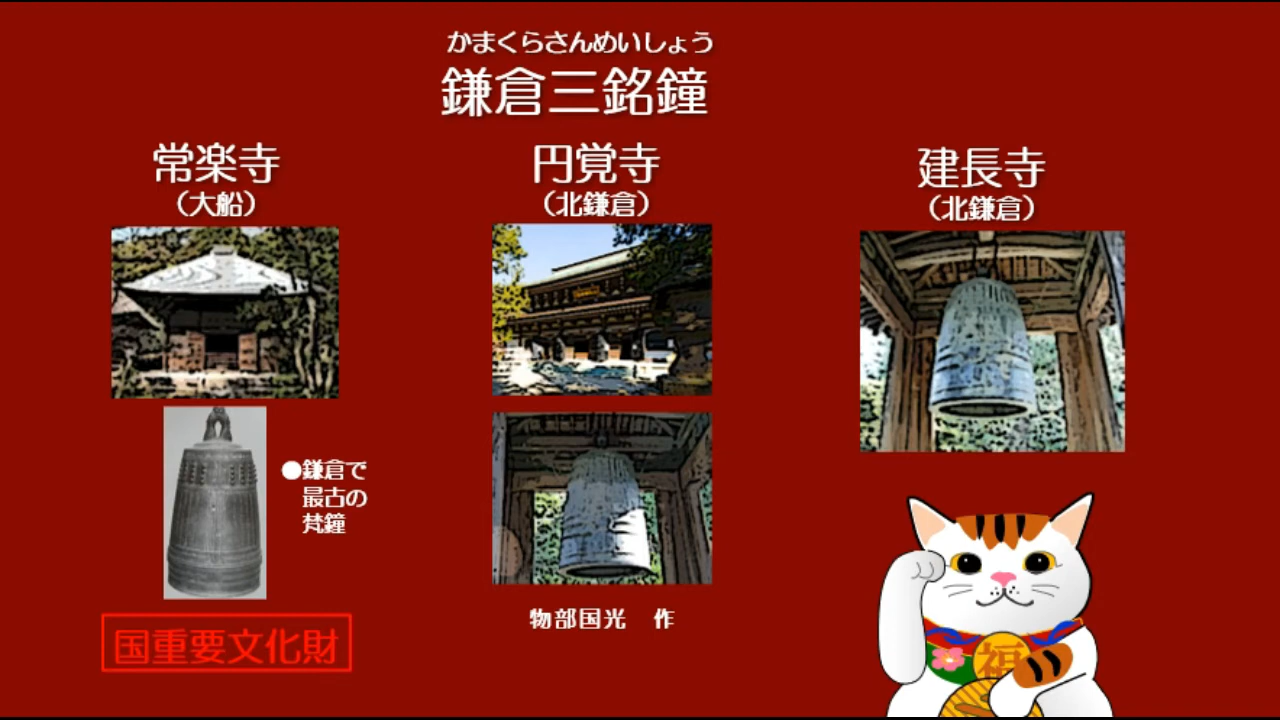 かまくらさんめいしょう
鎌倉三銘鐘
常楽寺
（大船）
円覚寺
（北鎌倉）
建長寺
（北鎌倉）
●鎌倉で
最古の
梵鐘
国重要文化財
物部国光　作
福